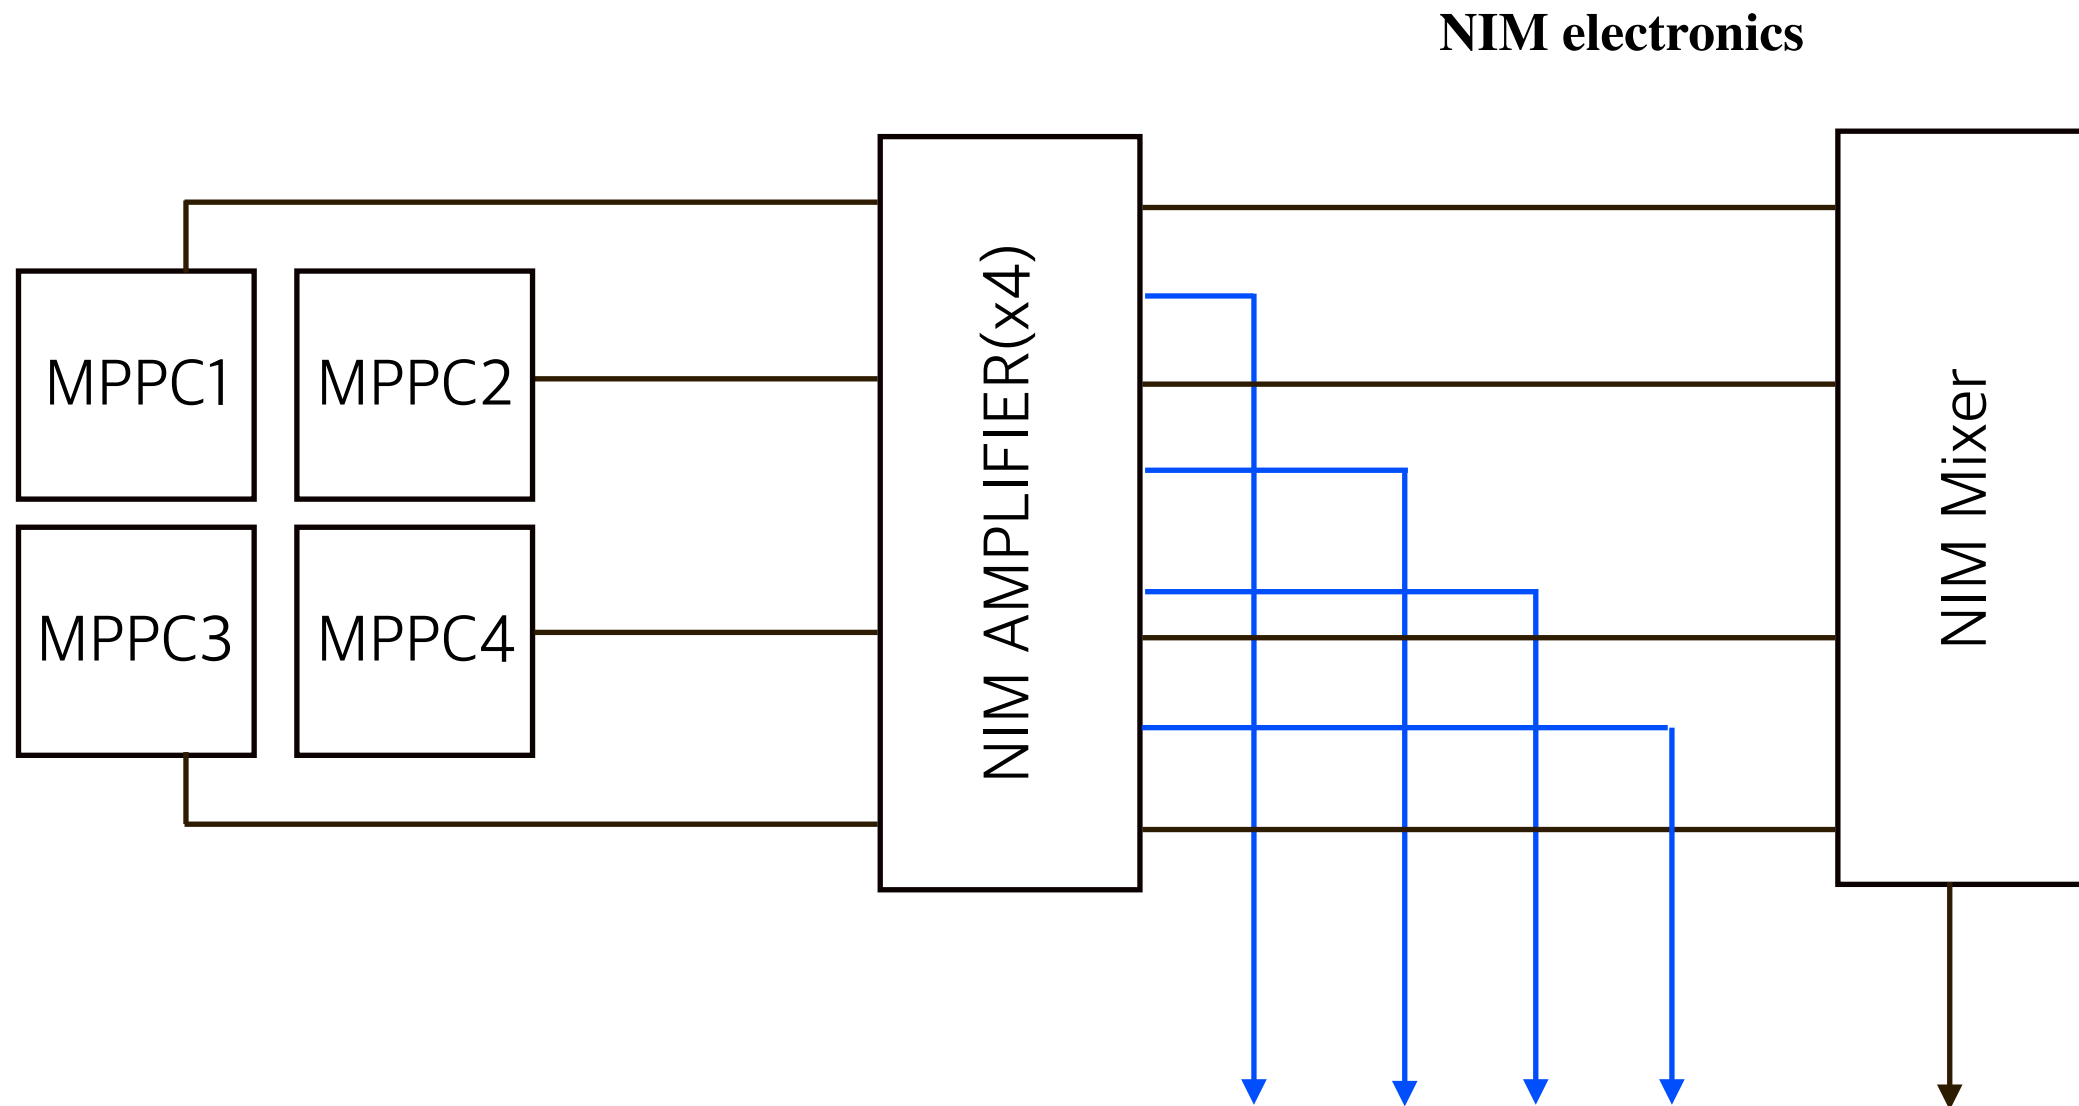 NIM electronics
MPPC1
MPPC2
MPPC3
MPPC4
NIM AMPLIFIER(x4)
NIM Mixer